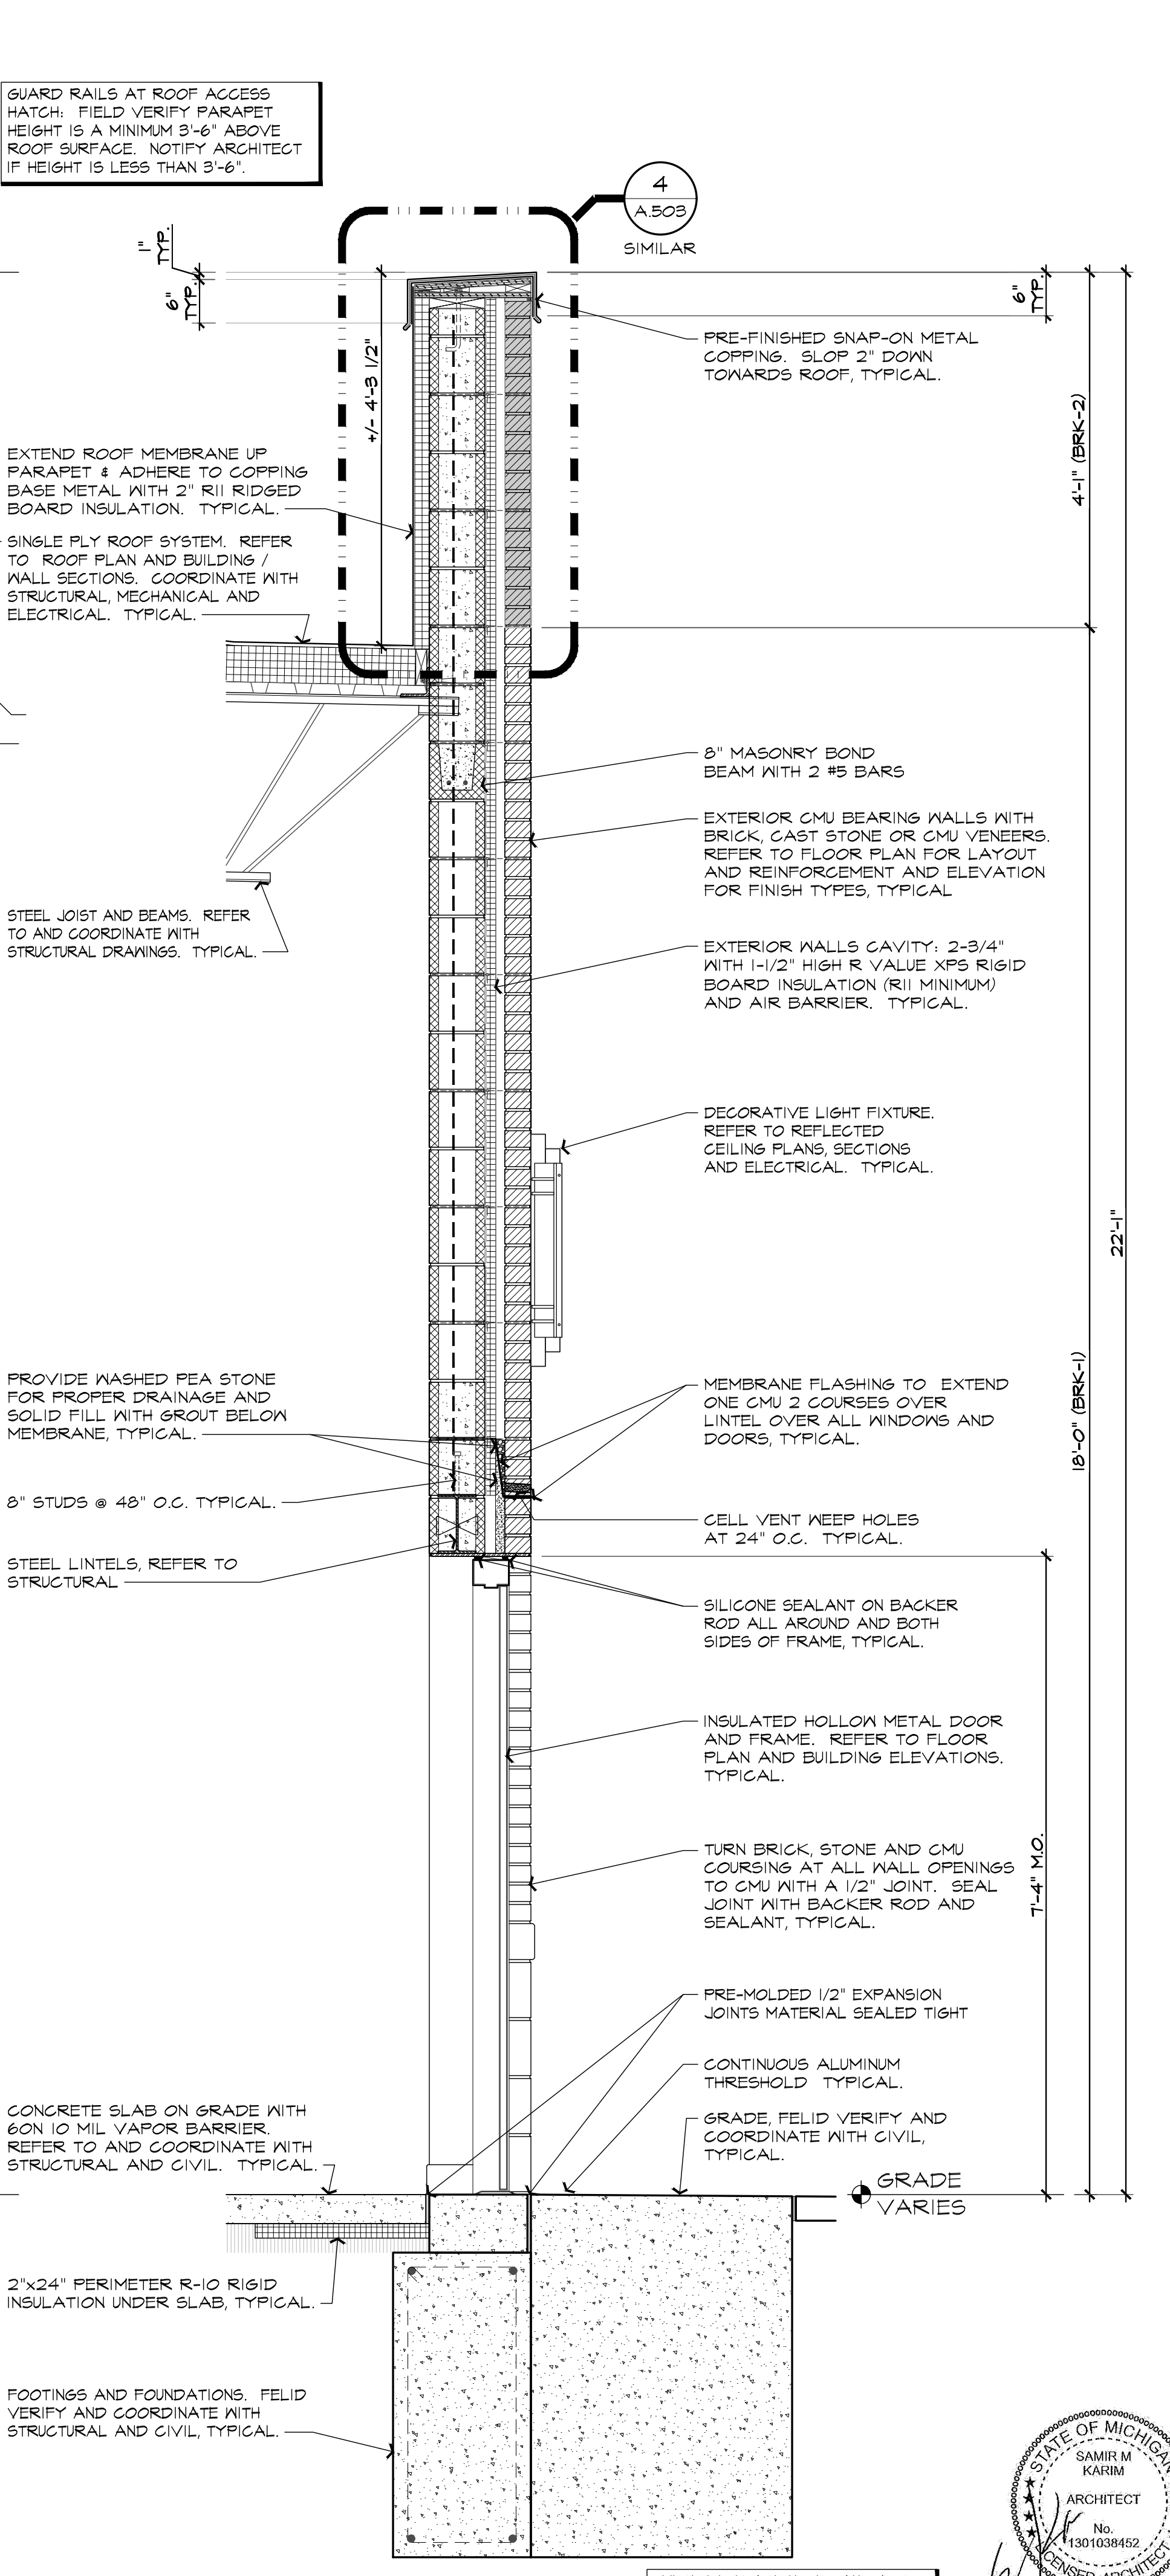 GUARD RAILS AT ROOF ACCESS
HATCH: FIELD VERIFY PARAPET
HEIGHT IS A MINIMUM 3'-6" ABOVE
ROOF SURFACE. NOTIFY ARCHITECT
IF HEIGHT IS LESS THAN 3'-6".
4
A.503
SIMILAR
1"
TYP.
6"
TYP.
+/- 4'-3 1/2"
6"
TYP.
PRE-FINISHED SNAP-ON METAL
COPPING. SLOP 2" DOWN
TOWARDS ROOF, TYPICAL.
4'-1" (BRK-2)
EXTEND ROOF MEMBRANE UP
PARAPET & ADHERE TO COPPING
BASE METAL WITH 2" R11 RIDGED
BOARD INSULATION. TYPICAL.
SINGLE PLY ROOF SYSTEM. REFER
TO ROOF PLAN AND BUILDING /
WALL SECTIONS. COORDINATE WITH
STRUCTURAL, MECHANICAL AND
ELECTRICAL. TYPICAL.
8" MASONRY BOND
BEAM WITH 2 #5 BARS
EXTERIOR CMU BEARING WALLS WITH
BRICK, CAST STONE OR CMU VENEERS.
REFER TO FLOOR PLAN FOR LAYOUT
AND REINFORCEMENT AND ELEVATION
FOR FINISH TYPES, TYPICAL
STEEL JOIST AND BEAMS. REFER
TO AND COORDINATE WITH
STRUCTURAL DRAWINGS. TYPICAL.
EXTERIOR WALLS CAVITY: 2-3/4"
WITH 1-1/2" HIGH R VALUE XPS RIGID
BOARD INSULATION (R11 MINIMUM)
AND AIR BARRIER. TYPICAL.
DECORATIVE LIGHT FIXTURE.
REFER TO REFLECTED
CEILING PLANS, SECTIONS
AND ELECTRICAL. TYPICAL.
22'-1"
18'-0" (BRK-1)
PROVIDE WASHED PEA STONE
FOR PROPER DRAINAGE AND
SOLID FILL WITH GROUT BELOW
MEMBRANE, TYPICAL.
MEMBRANE FLASHING TO EXTEND
ONE CMU 2 COURSES OVER
LINTEL OVER ALL WINDOWS AND
DOORS, TYPICAL.
8" STUDS @ 48" O.C. TYPICAL.
CELL VENT WEEP HOLES
AT 24" O.C. TYPICAL.
STEEL LINTELS, REFER TO
STRUCTURAL
SILICONE SEALANT ON BACKER
ROD ALL AROUND AND BOTH
SIDES OF FRAME, TYPICAL.
INSULATED HOLLOW METAL DOOR
AND FRAME. REFER TO FLOOR
PLAN AND BUILDING ELEVATIONS.
TYPICAL.
TURN BRICK, STONE AND CMU
COURSING AT ALL WALL OPENINGS
TO CMU WITH A 1/2" JOINT. SEAL
JOINT WITH BACKER ROD AND
SEALANT, TYPICAL.
7'-4" M.O.
PRE-MOLDED 1/2" EXPANSION
JOINTS MATERIAL SEALED TIGHT
CONTINUOUS ALUMINUM
THRESHOLD TYPICAL.
GRADE, FELID VERIFY AND
COORDINATE WITH CIVIL,
TYPICAL.
CONCRETE SLAB ON GRADE WITH
6ON 10 MIL VAPOR BARRIER.
REFER TO AND COORDINATE WITH
STRUCTURAL AND CIVIL. TYPICAL.
GRADE
VARIES
2"x24" PERIMETER R-10 RIGID
INSULATION UNDER SLAB, TYPICAL.
FOOTINGS AND FOUNDATIONS. FELID
VERIFY AND COORDINATE WITH
STRUCTURAL AND CIVIL, TYPICAL.
STATE OF MICHIGAN
SAMIR M
KARIM
ARCHITECT
No.
1301038452
ARCHITECT